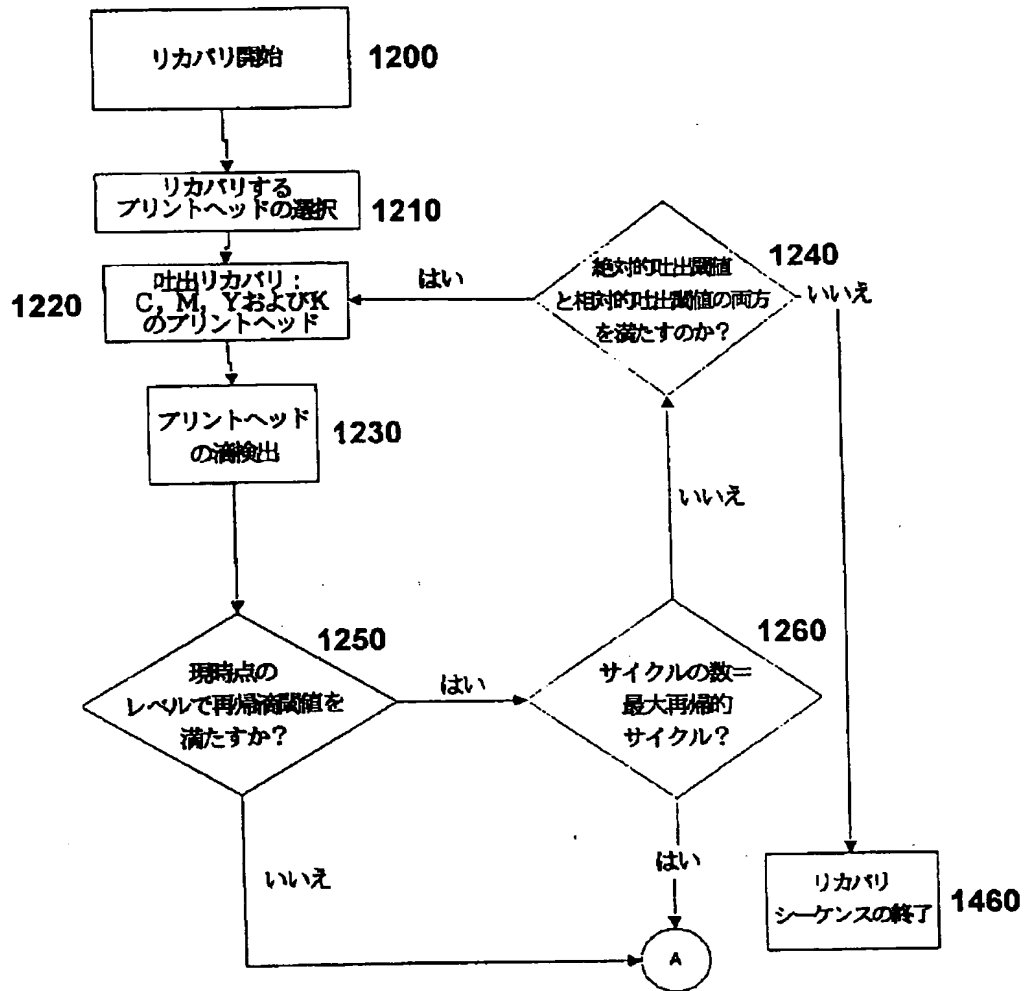 リカバリ開始
1200
リカバリする
プリントヘッドの選択
1210
吐出リカバリ：
C, M, YおよびK
のプリントヘッド
1220
プリントヘッド
の滴検出
1230
絶対的吐出閾値
と相対的吐出閾値の両方
を満たすのか？
1240
はい
いいえ
いいえ
現時点の
レベルで再帰滴閾値を
満たすか？
1250
はい
サイクルの数＝
最大再帰的
サイクル？
1260
いいえ
はい
リカバリ
シーケンスの終了
1460
A